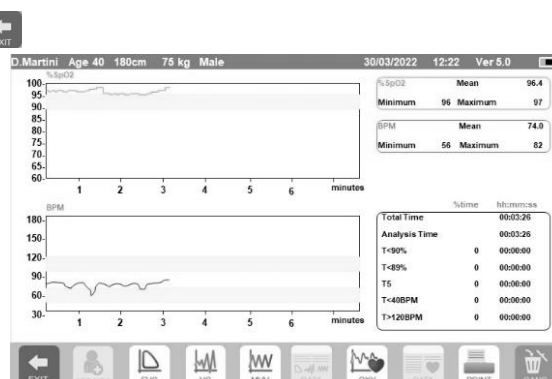 EXIT
D.Martini Age 40 180cm 75 kg Male 30/03/2022 12:22 Ver 5.0
%SpO2
100
95
90
85
80
75
70
65
60
1 2 3 4 5 6 minutes
BPM
180
150
120
90
60
30
1 2 3 4 5 6 minutes
%SpO2 Mean 96.4
Minimum 96 Maximum 97
BPM Mean 74.0
Minimum 56 Maximum 82
%time hh:mm:ss
Total Time 00:03:26
Analysis Time 00:03:26
T<90% 0 00:00:00
T<89% 0 00:00:00
T5 0 00:00:00
T<40BPM 0 00:00:00
T>120BPM 0 00:00:00
EXIT FVC VC MVV OXY PRINT